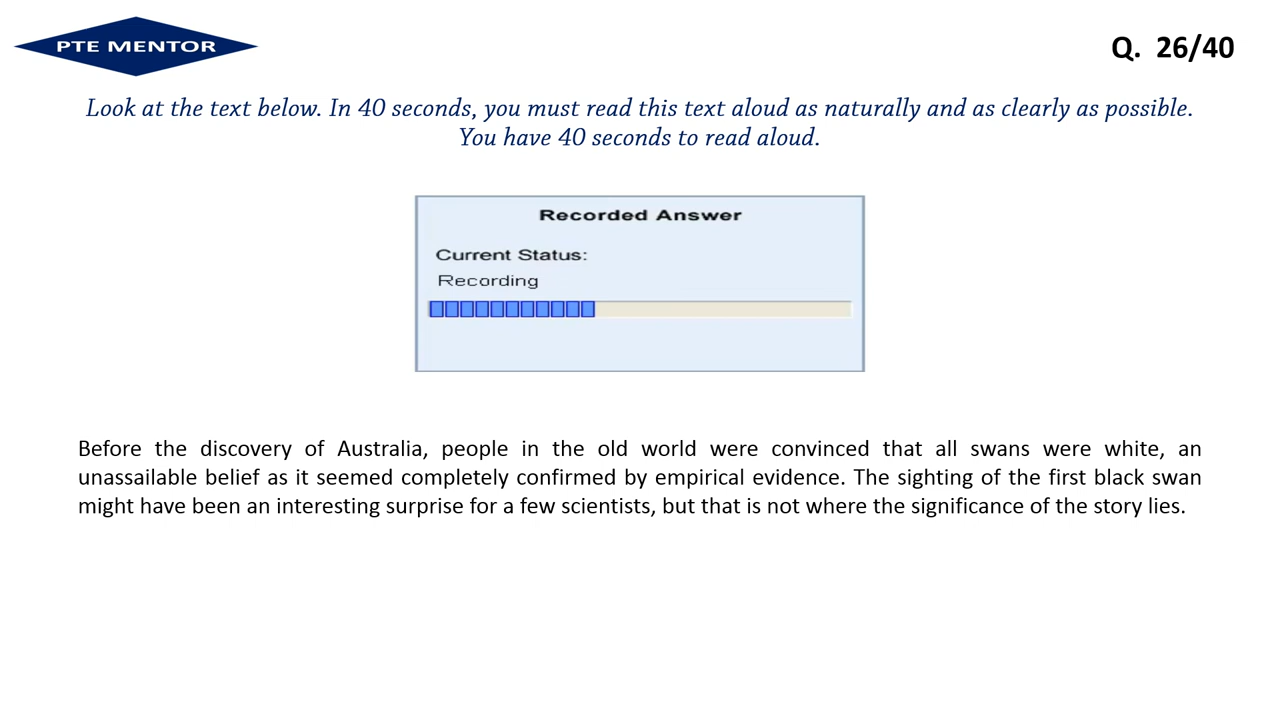 PTE MENTOR
Q. 26/40
Look at the text below. In 40 seconds, you must read this text aloud as naturally and as clearly as possible.
You have 40 seconds to read aloud.
Recorded Answer
Current Status:
Recording
Before the discovery of Australia, people in the old world were convinced that all swans were white, an
unassailable belief as it seemed completely confirmed by empirical evidence. The sighting of the first black swan
might have been an interesting surprise for a few scientists, but that is not where the significance of the story lies.